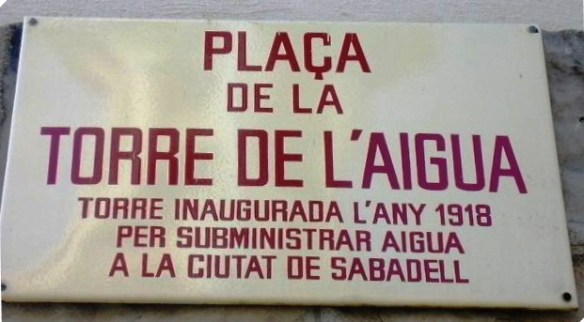 PLAÇA
DE LA
TORRE DE L'AIGUA
TORRE INAUGURADA L'ANY 1918
PER SUBMINISTRAR AIGUA
A LA CIUTAT DE SABADELL